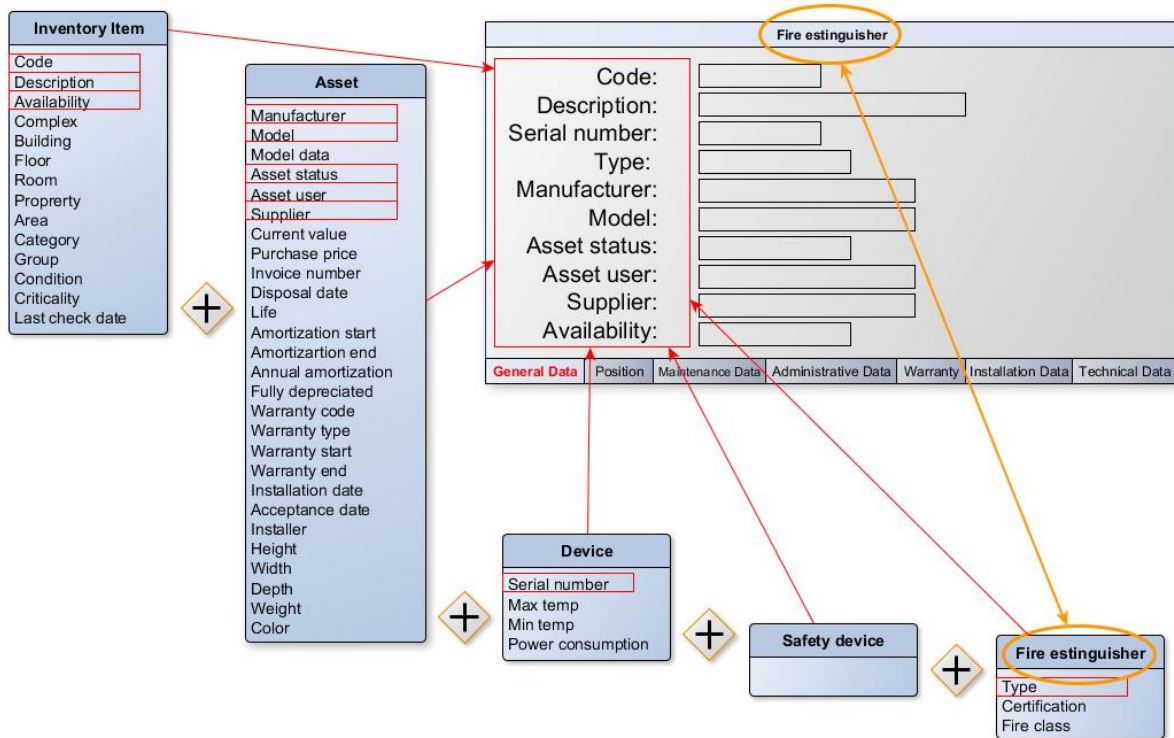 Inventory Item
Code
Description
Availability
Complex
Building
Floor
Room
Proprerty
Area
Category
Group
Condition
Criticality
Last check date
Asset
Manufacturer
Model
Model data
Asset status
Asset user
Supplier
Current value
Purchase price
Invoice number
Disposal date
Life
Amortization start
Amortizartion end
Annual amortization
Fully depreciated
Warranty code
Warranty type
Warranty start
Warranty end
Installation date
Acceptance date
Installer
Height
Width
Depth
Weight
Color
Fire estinguisher
Code:
Description:
Serial number:
Type:
Manufacturer:
Model:
Asset status:
Asset user:
Supplier:
Availability:
General Data Position Maintenance Data Administrative Data Warranty Installation Data Technical Data
Device
Serial number
Max temp
Min temp
Power consumption
Safety device
Fire estinguisher
Type
Certification
Fire class